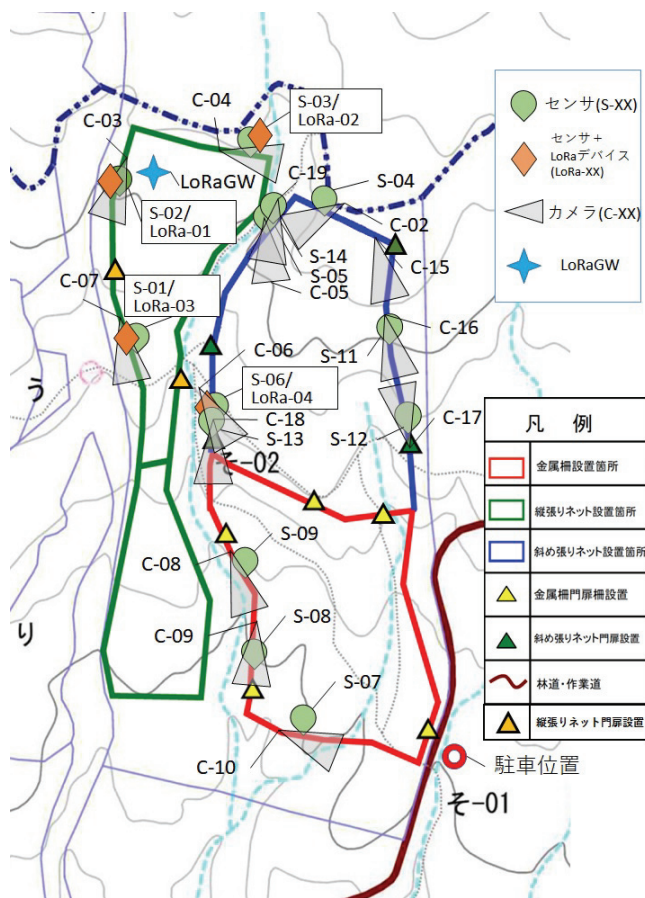 C-04
S-03/
LoRa-02
C-03
LoRaGW
C-19
S-04
S-02/
LoRa-01
C-02
S-14
S-05
C-05
C-15
C-07
S-01/
LoRa-03
C-16
C-06
S-11
S-06/
LoRa-04
C-18
S-13
S-12
C-17
う
そ-02
S-09
C-08
り
C-09
S-08
S-07
C-10
駐車位置
そ-01
センサ(S-XX)
センサ+
LoRaデバイス
(LoRa-XX)
カメラ(C-XX)
LoRaGW
凡 例
金属柵設置箇所
縦張りネット設置箇所
斜め張りネット設置箇所
金属柵門扉柵設置
斜め張りネット門扉設置
林道・作業道
縦張りネット門扉設置